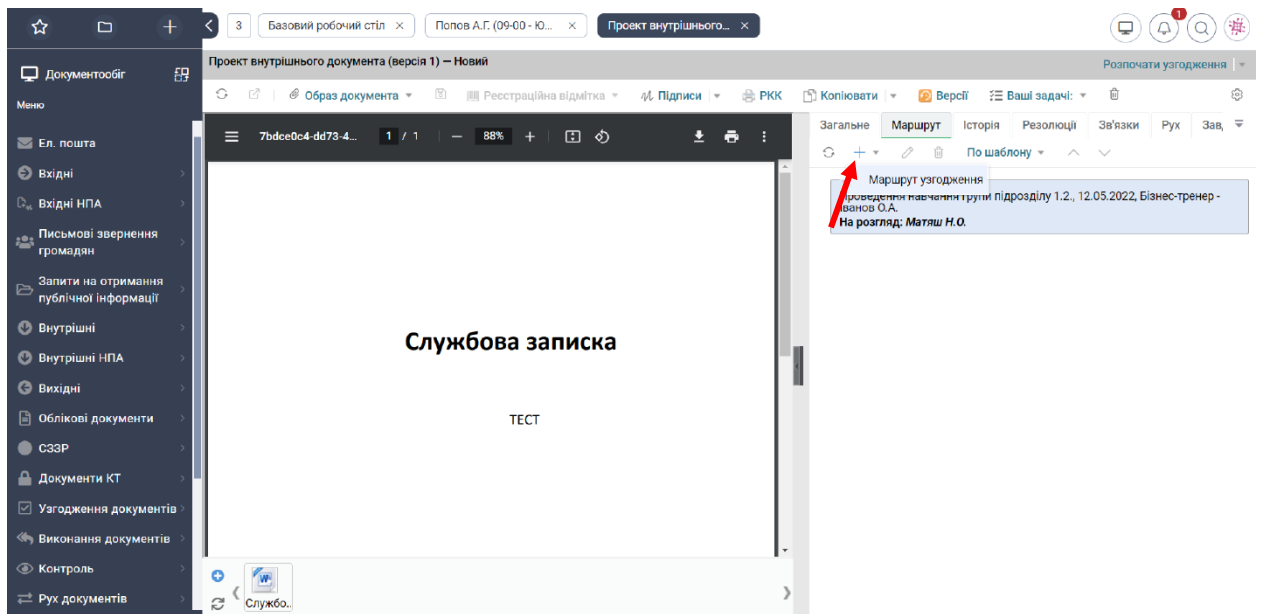 3
Базовий робочий стіл
Попов А.Г. (09-00 - Ю...
Проект внутрішнього...
1
Документообіг
Меню
Ел. пошта
Вхідні
Вхідні НПА
Письмові звернення
громадян
Запити на отримання
публічної інформації
Внутрішні
Внутрішні НПА
Вихідні
Облікові документи
СЗЗР
Документи КТ
Узгодження документів
Виконання документів
Контроль
Рух документів
Проект внутрішнього документа (версія 1) — Новий
Розпочати узгодження
Образ документа
Реєстраційна відмітка
Підписи
РКК
Копіювати
Версії
Ваші задачі:
7bdce0c4-dd73-4...
1 / 1
88%
Службова записка
ТЕСТ
Службо..
Загальне
Маршрут
Історія
Резолюції
Зв'язки
Рух
Зав,
По шаблону
Маршрут узгодження
Проведення навчання групи підрозділу 1.2., 12.05.2022, Бізнес-тренер -
Іванов О.А.
На розгляд: Матяш Н.О.